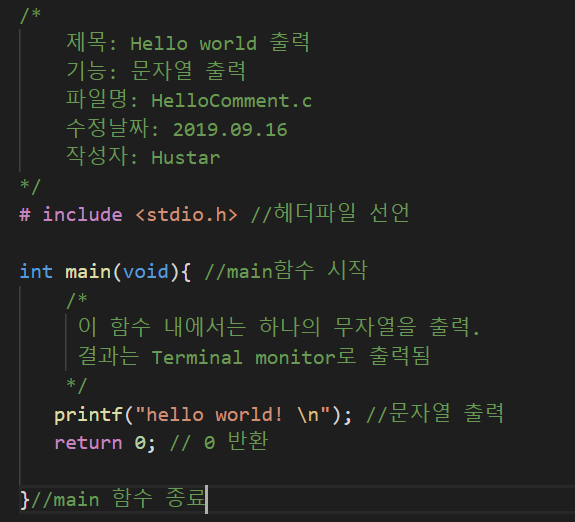 /*
제목: Hello world 출력
기능: 문자열 출력
파일명: HelloComment.c
수정날짜: 2019.09.16
작성자: Hustar
*/
# include <stdio.h> //헤더파일 선언
int main(void){ //main함수 시작
/*
이 함수 내에서는 하나의 무자열을 출력.
결과는 Terminal monitor로 출력됨
*/
printf("hello world! \n"); //문자열 출력
return 0; // 0 반환
}//main 함수 종료